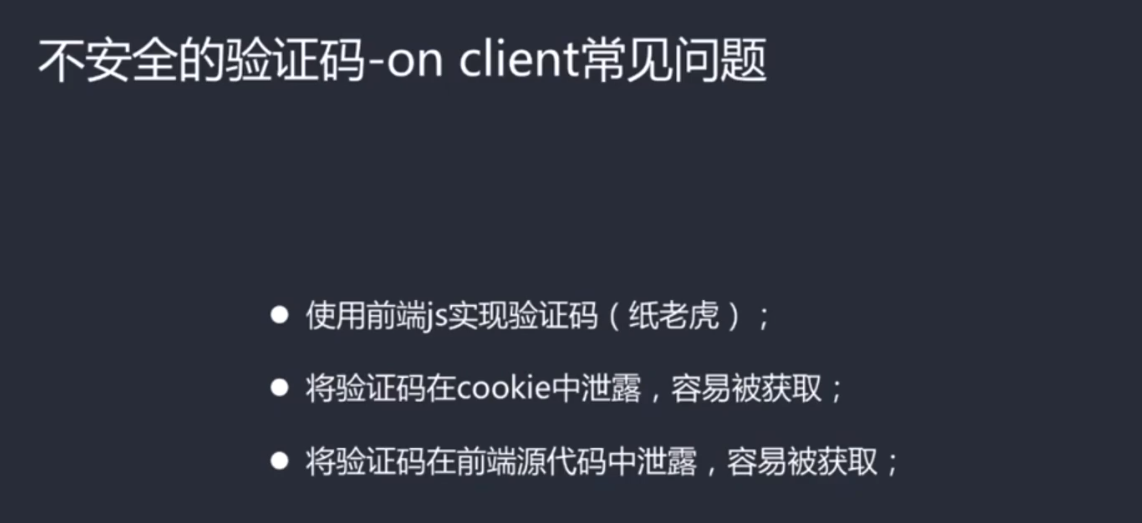 不安全的验证码-on client常见问题
● 使用前端js实现验证码（纸老虎）；
● 将验证码在cookie中泄露，容易被获取；
● 将验证码在前端源代码中泄露，容易被获取；